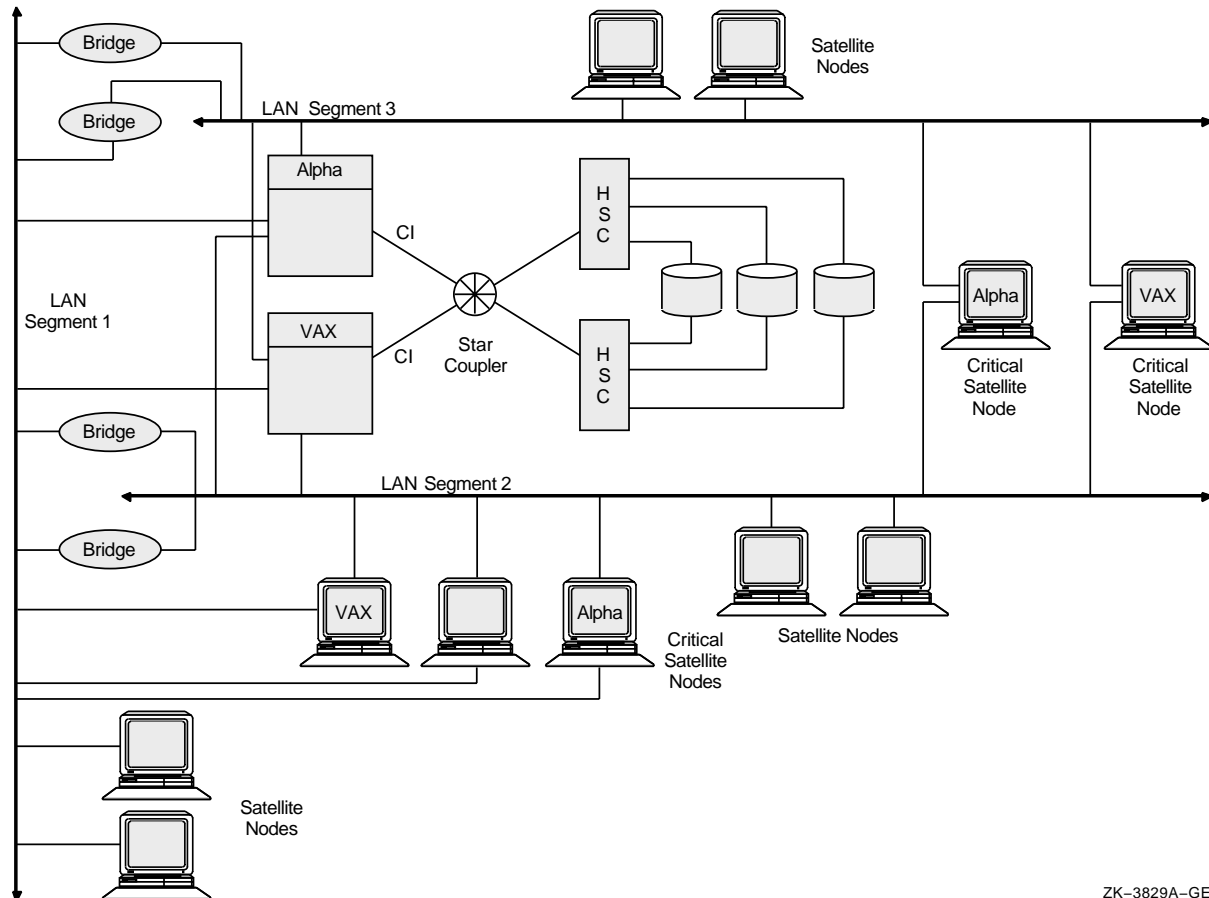 Bridge
Satellite
Nodes
LAN Segment 3
Bridge
Alpha
H
S
C
CI
LAN
Segment 1
Alpha
VAX
VAX
Star
Coupler
CI
H
S
C
Critical
Satellite
Node
Critical
Satellite
Node
Bridge
LAN Segment 2
Bridge
VAX
Alpha
Critical
Satellite
Nodes
Satellite Nodes
Satellite
Nodes
ZK–3829A–GE